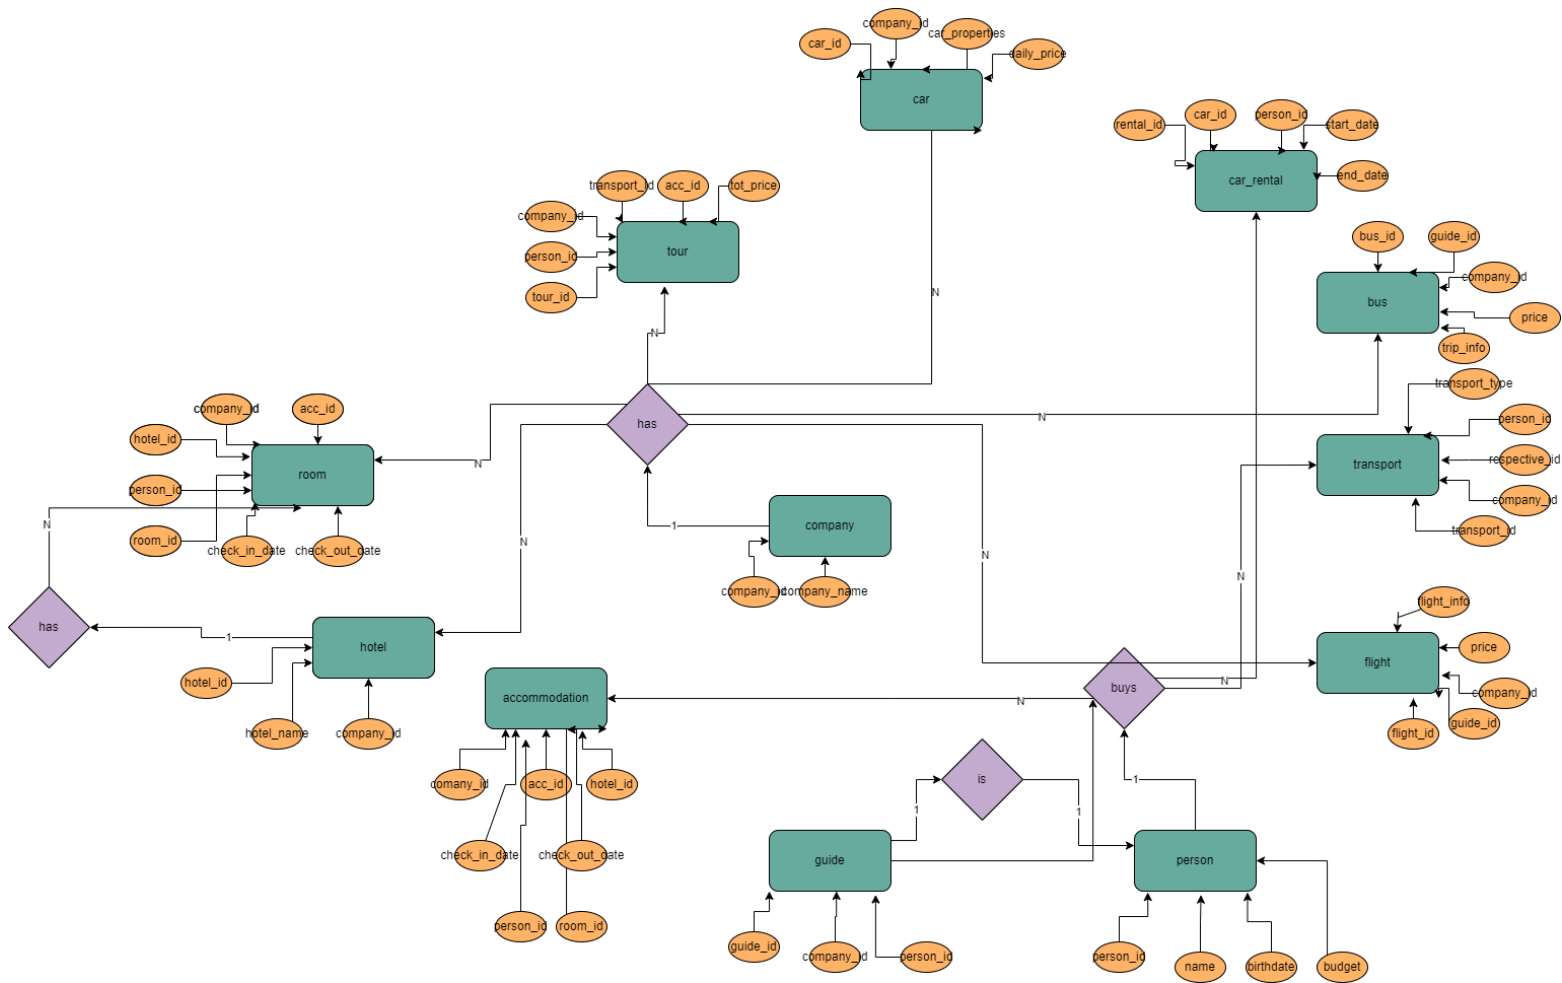 company_id
car_id
car_properties
daily_price
car
rental_id
car_id
person_id
start_date
car_rental
end_date
transport_id
acc_id
tot_price
company_id
person_id
tour
tour_id
bus_id
guide_id
company_id
bus
price
trip_info
N
N
transport_type
company_id
acc_id
has
N
person_id
hotel_id
room
N
transport
respective_id
person_id
company_id
room_id
check_in_date
check_out_date
N
1
company
transport_id
N
N
N
company_id
company_name
flight_info
has
1
hotel
price
flight
hotel_id
buys
N
company_id
accommodation
N
guide_id
hotel_name
company_id
flight_id
comany_id
acc_id
hotel_id
is
1
1
1
check_in_date
check_out_date
guide
person
person_id
room_id
guide_id
company_id
person_id
person_id
name
birthdate
budget